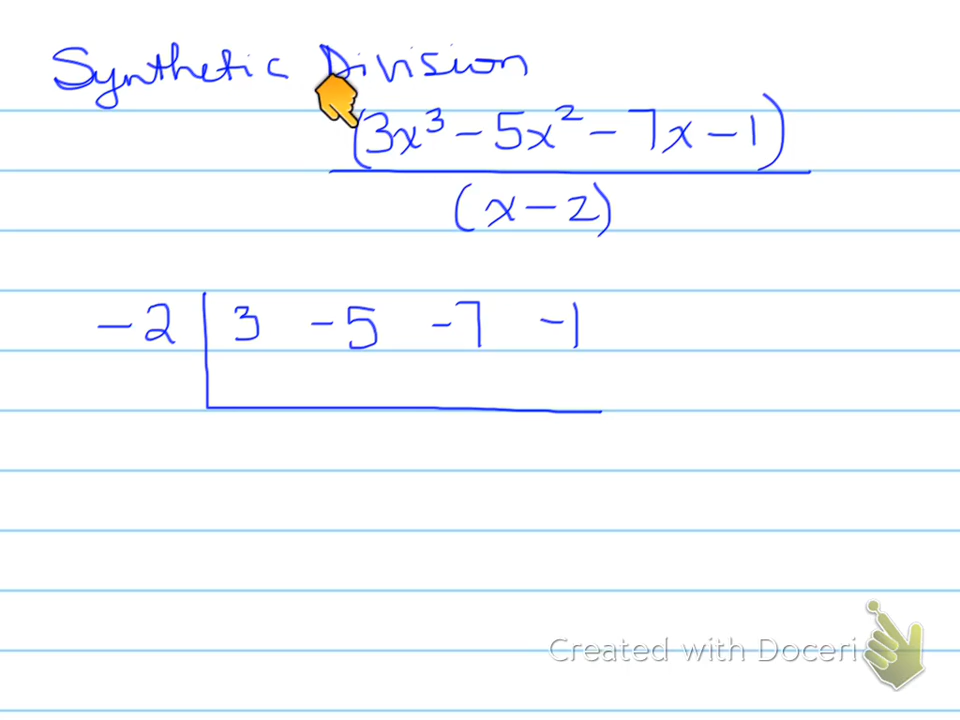 Synthetic Division
(3x³ - 5x² - 7x - 1)
(x - 2)
-2 | 3 -5 -7 -1
Created with Doceri